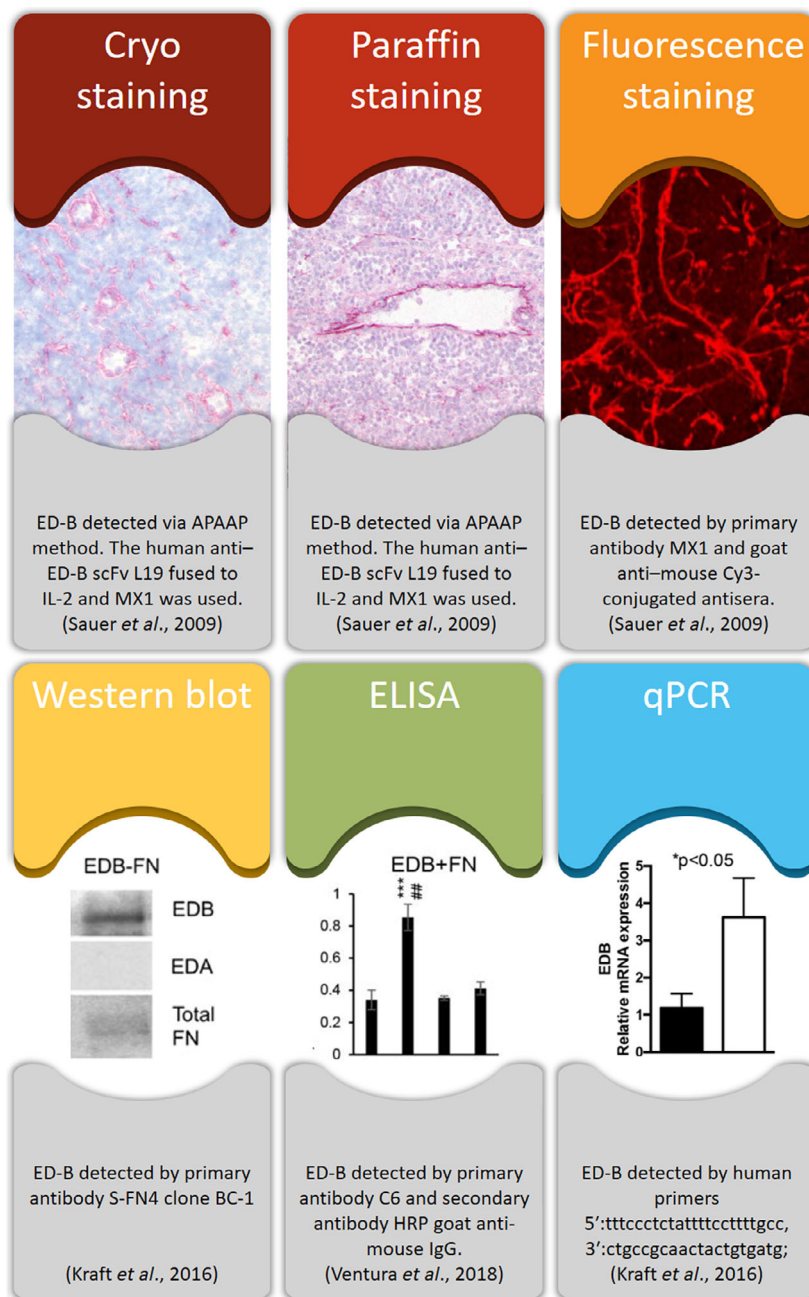 Cryo
staining
Paraffin
staining
Fluorescence
staining
ED-B detected via APAAP
method. The human anti–
ED-B scFv L19 fused to
IL-2 and MX1 was used.
(Sauer et al., 2009)
ED-B detected via APAAP
method. The human anti–
ED-B scFv L19 fused to
IL-2 and MX1 was used.
(Sauer et al., 2009)
ED-B detected by primary
antibody MX1 and goat
anti–mouse Cy3-
conjugated antisera.
(Sauer et al., 2009)
Western blot
ELISA
qPCR
EDB-FN
EDB
EDA
Total
FN
EDB+FN
***
##
1
0.8
0.6
0.4
0.2
0
*p<0.05
EDB
Relative mRNA expression
5
4
3
2
1
0
ED-B detected by primary
antibody S-FN4 clone BC-1
(Kraft et al., 2016)
ED-B detected by primary
antibody C6 and secondary
antibody HRP goat anti-
mouse IgG.
(Ventura et al., 2018)
ED-B detected by human
primers
5′:tttccctctattttccttttgcc,
3′:ctgccgcaactactgtgatg;
(Kraft et al., 2016)